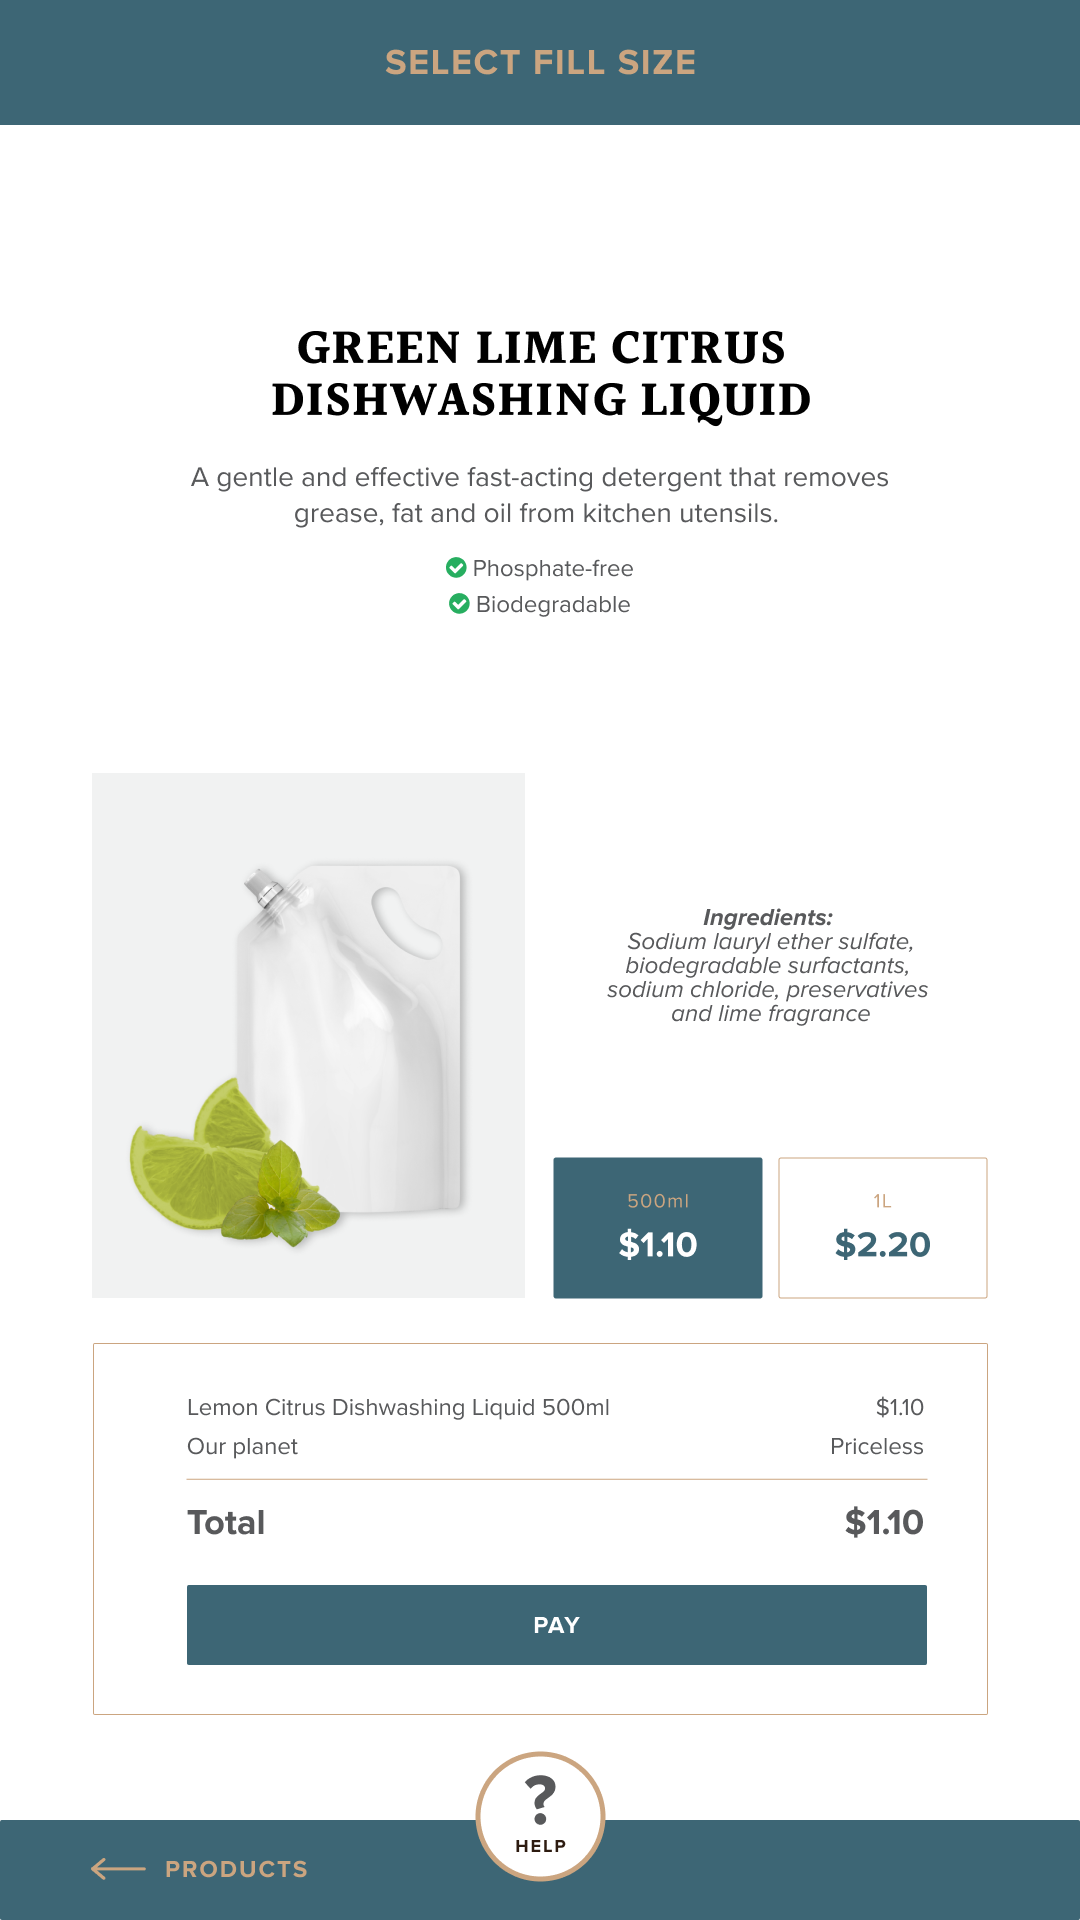 SELECT FILL SIZE
GREEN LIME CITRUS
DISHWASHING LIQUID
A gentle and effective fast-acting detergent that removes
grease, fat and oil from kitchen utensils.
Phosphate-free
Biodegradable
Ingredients:
Sodium lauryl ether sulfate,
biodegradable surfactants,
sodium chloride, preservatives
and lime fragrance
500ml
$1.10
1L
$2.20
Lemon Citrus Dishwashing Liquid 500ml $1.10
Our planet Priceless
Total $1.10
PAY
?
HELP
PRODUCTS